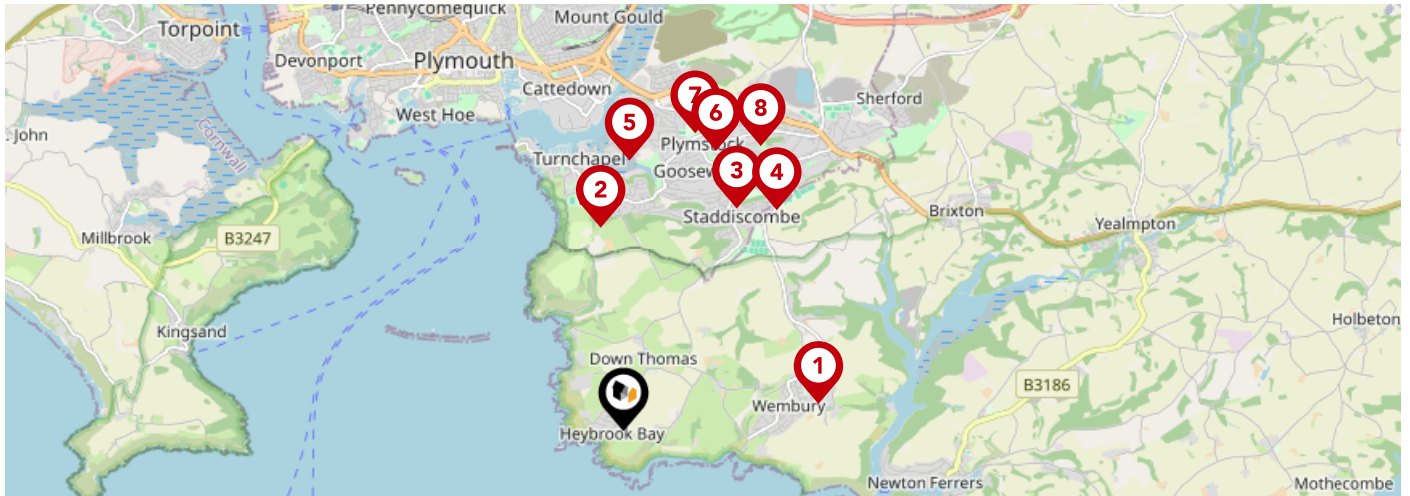 Pennycomequick
Mount Gould
Torpoint
Devonport
Plymouth
Cattedown
Sherford
West Hoe
. John
Cornwall
7
6
8
5
Plymstock
Turnchapel
3
4
2
Staddiscombe
Brixton
Yealmpton
Millbrook
B3247
Kingsand
Holbeton
Down Thomas
1
B3186
Wembury
Heybrook Bay
Newton Ferrers
Mothecombe